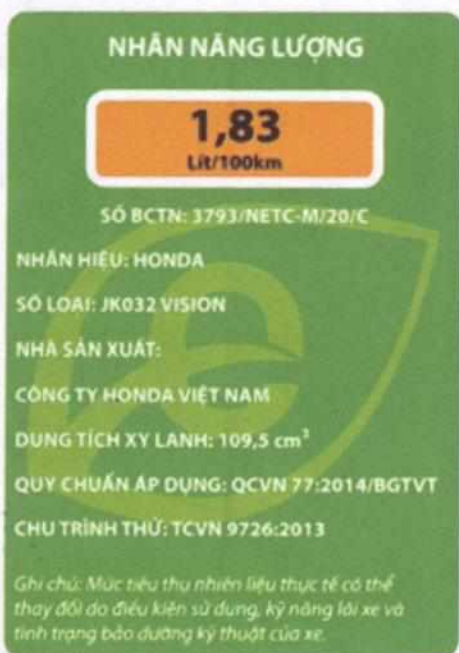 NHÃN NĂNG LƯỢNG
1,83
Lít/100km
SỐ BCTN: 3793/NETC-M/20/C
NHÃN HIỆU: HONDA
SỐ LOẠI: JK032 VISION
NHÀ SẢN XUẤT:
CÔNG TY HONDA VIỆT NAM
DUNG TÍCH XY LANH: 109,5 cm³
QUY CHUẨN ÁP DỤNG: QCVN 77:2014/BGTVT
CHU TRÌNH THỬ: TCVN 9726:2013
Ghi chú: Mức tiêu thụ nhiên liệu thực tế có thể
thay đổi do điều kiện sử dụng, kỹ năng lái xe và
tình trạng bảo dưỡng kỹ thuật của xe.